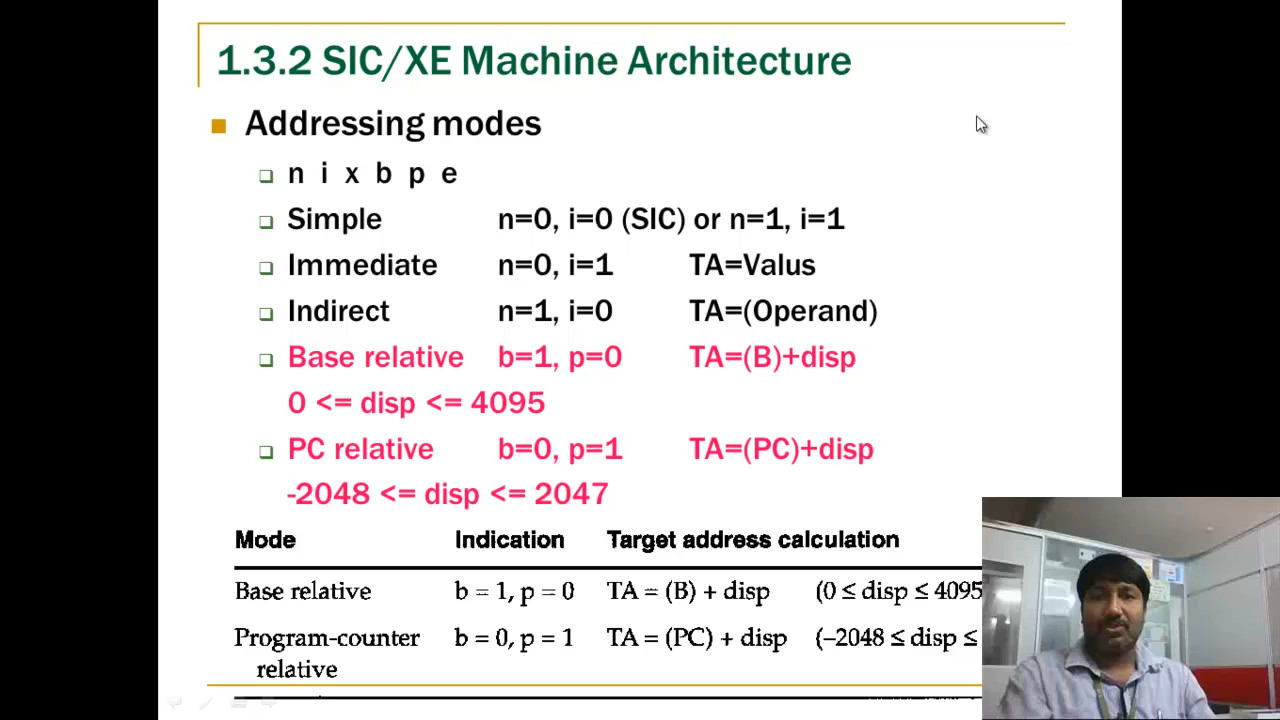 1.3.2 SIC/XE Machine Architecture
Addressing modes
n i x b p e
Simple n=0, i=0 (SIC) or n=1, i=1
Immediate n=0, i=1 TA=Valus
Indirect n=1, i=0 TA=(Operand)
Base relative b=1, p=0 TA=(B)+disp
0 <= disp <= 4095
PC relative b=0, p=1 TA=(PC)+disp
-2048 <= disp <= 2047
Mode Indication Target address calculation
Base relative b = 1, p = 0 TA = (B) + disp (0 ≤ disp ≤ 4095
Program-counter b = 0, p = 1 TA = (PC) + disp (–2048 ≤ disp ≤
relative